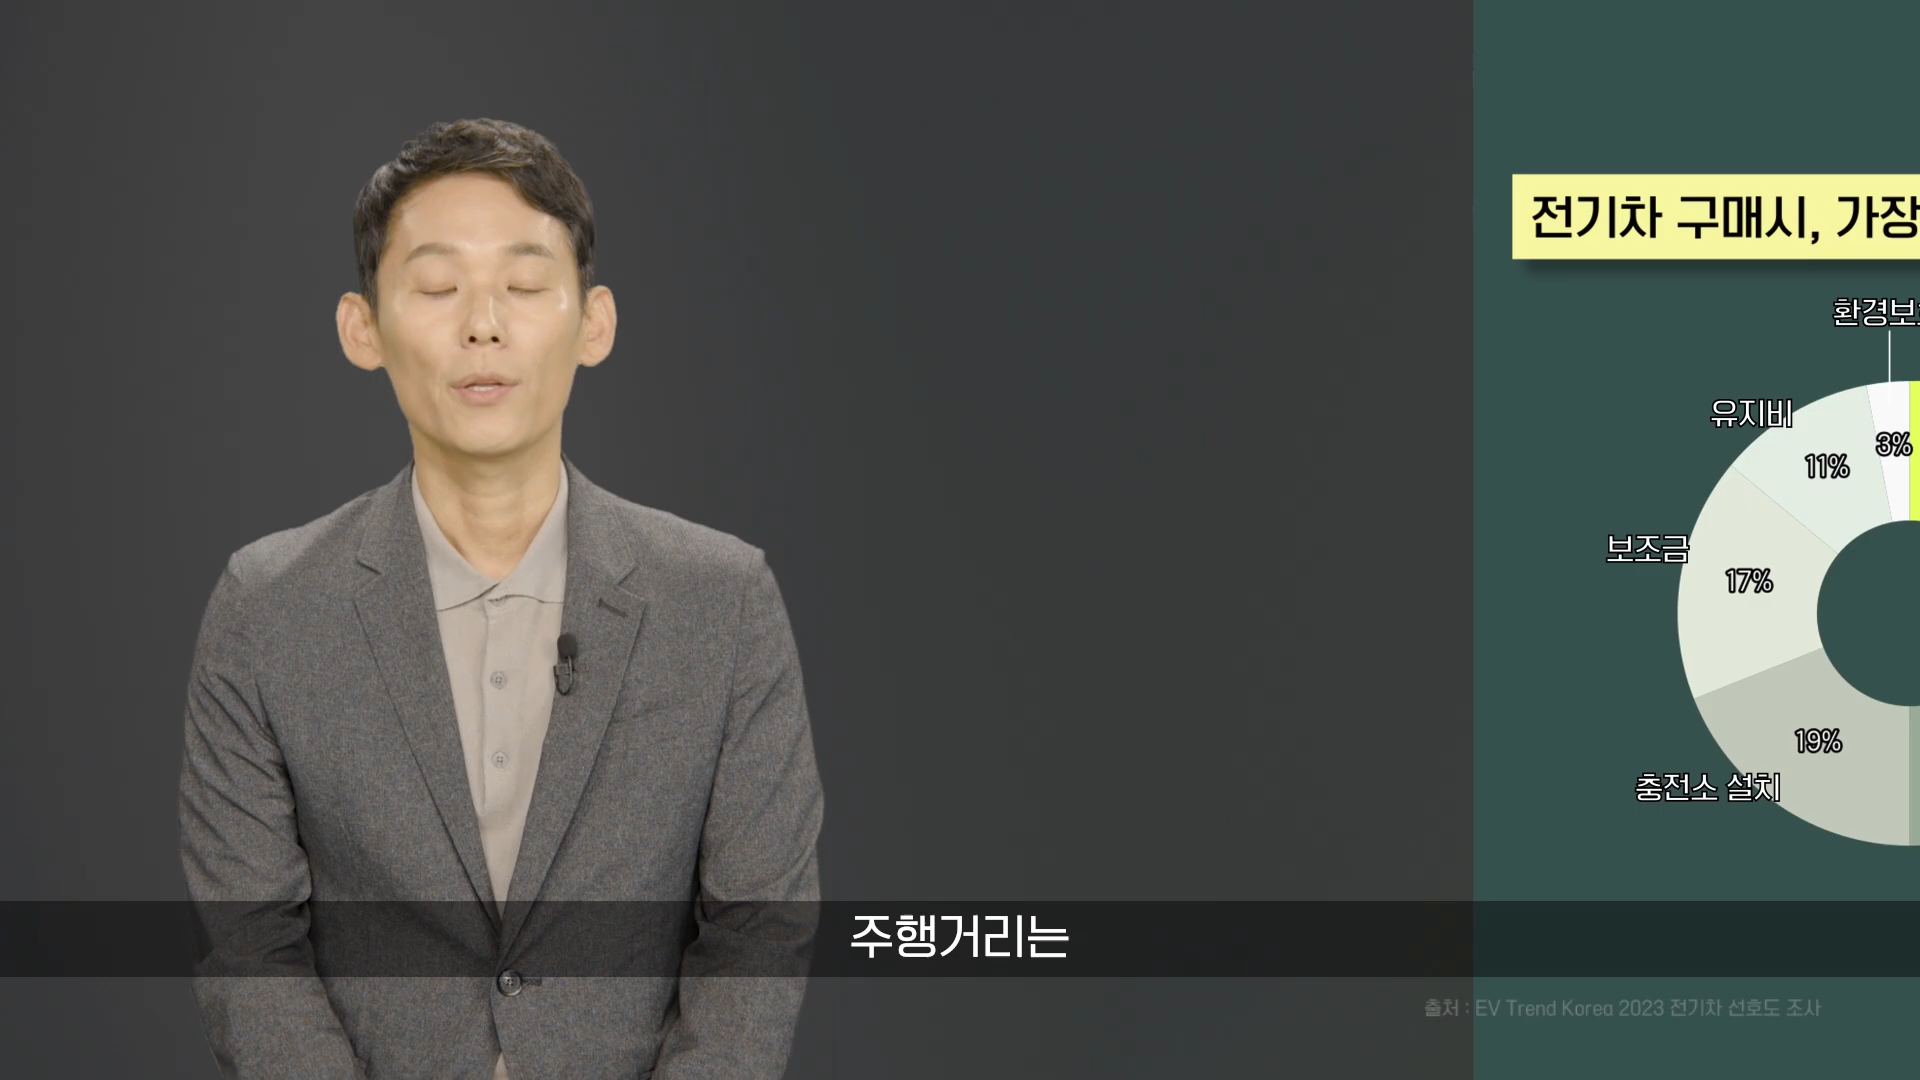 전기차 구매시, 가장
환경보
유지비
3%
11%
보조금
17%
19%
충전소 설치
주행거리는
출처 : EV Trend Korea 2023 전기차 선호도 조사